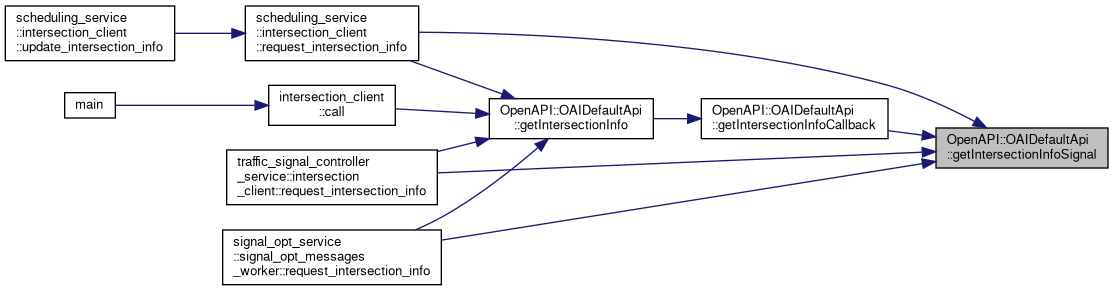 scheduling_service
::intersection_client
::update_intersection_info
scheduling_service
::intersection_client
::request_intersection_info
main
intersection_client
::call
OpenAPI::OAIDefaultApi
::getIntersectionInfo
OpenAPI::OAIDefaultApi
::getIntersectionInfoCallback
OpenAPI::OAIDefaultApi
::getIntersectionInfoSignal
traffic_signal_controller
_service::intersection
_client::request_intersection_info
signal_opt_service
::signal_opt_messages
_worker::request_intersection_info